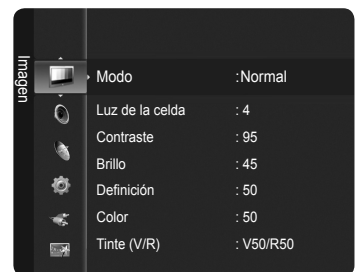 Imagen
Modo :Normal
Luz de la celda : 4
Contraste : 95
Brillo : 45
Definición : 50
Color : 50
Tinte (V/R) : V50/R50